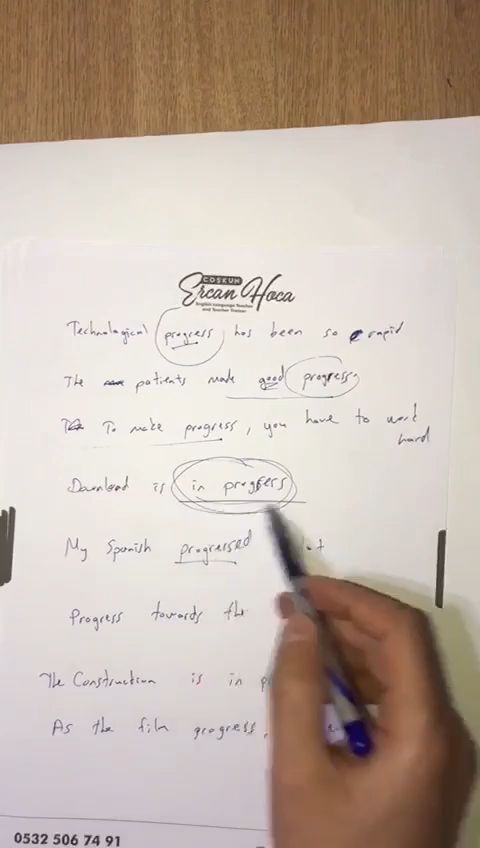 COSKUN
Ercan Hoca
English Language Teacher
and Teacher Trainer
Technological progress has been so rapid
The patients made good progress
To make progress, you have to work
hard
Download is in progress
My Spanish progressed lot
Progress towards the
The Construction is in
As the film progress,
0532 506 74 91